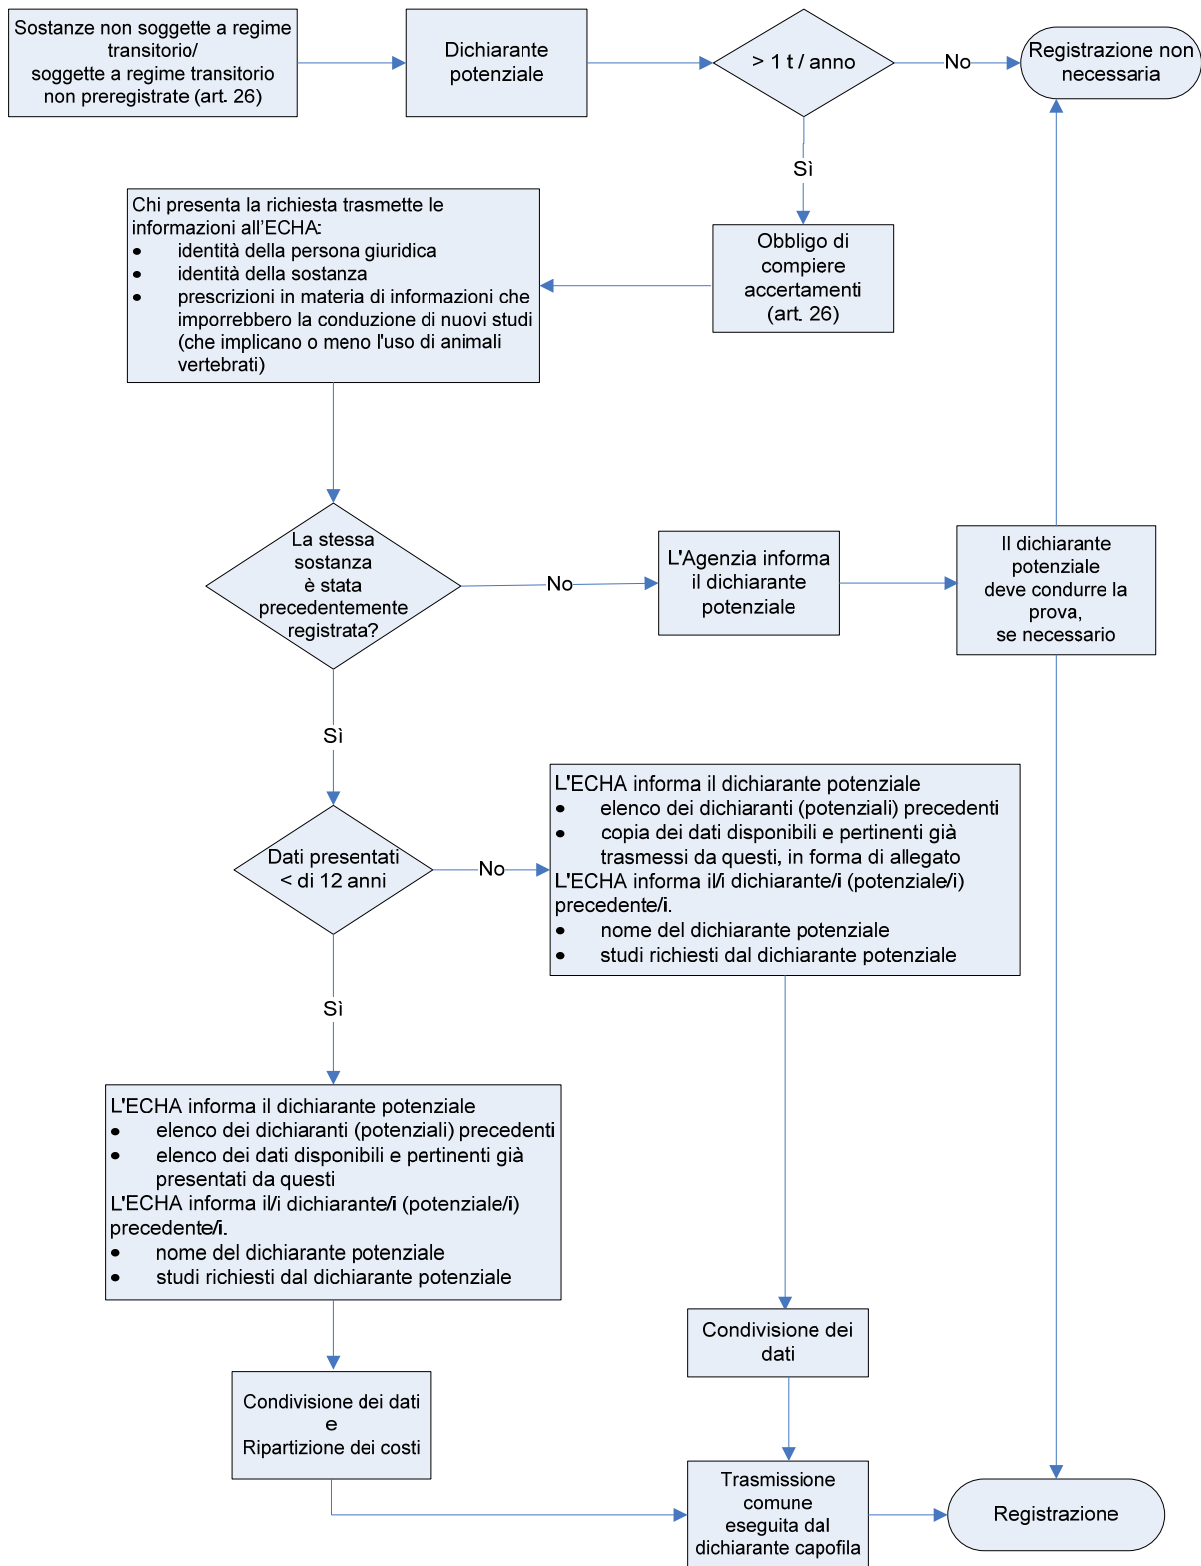 Sostanze non soggette a regime
transitorio/
soggette a regime transitorio
non preregistrate (art. 26)
Dichiarante
potenziale
> 1 t / anno
No
Registrazione non
necessaria
Sì
Chi presenta la richiesta trasmette le
informazioni all'ECHA:
• identità della persona giuridica
• identità della sostanza
• prescrizioni in materia di informazioni che
imporrebbero la conduzione di nuovi studi
(che implicano o meno l'uso di animali
vertebrati)
Obbligo di
compiere
accertamenti
(art. 26)
La stessa
sostanza
è stata
precedentemente
registrata?
No
L'Agenzia informa
il dichiarante
potenziale
Il dichiarante
potenziale
deve condurre la
prova,
se necessario
Sì
Dati presentati
< di 12 anni
No
L'ECHA informa il dichiarante potenziale
• elenco dei dichiaranti (potenziali) precedenti
• copia dei dati disponibili e pertinenti già
trasmessi da questi, in forma di allegato
L'ECHA informa il/i dichiarante/i (potenziale/i)
precedente/i.
• nome del dichiarante potenziale
• studi richiesti dal dichiarante potenziale
Sì
L'ECHA informa il dichiarante potenziale
• elenco dei dichiaranti (potenziali) precedenti
• elenco dei dati disponibili e pertinenti già
presentati da questi
L'ECHA informa il/i dichiarante/i (potenziale/i)
precedente/i.
• nome del dichiarante potenziale
• studi richiesti dal dichiarante potenziale
Condivisione dei
dati
Condivisione dei dati
e
Ripartizione dei costi
Trasmissione
comune
eseguita dal
dichiarante capofila
Registrazione